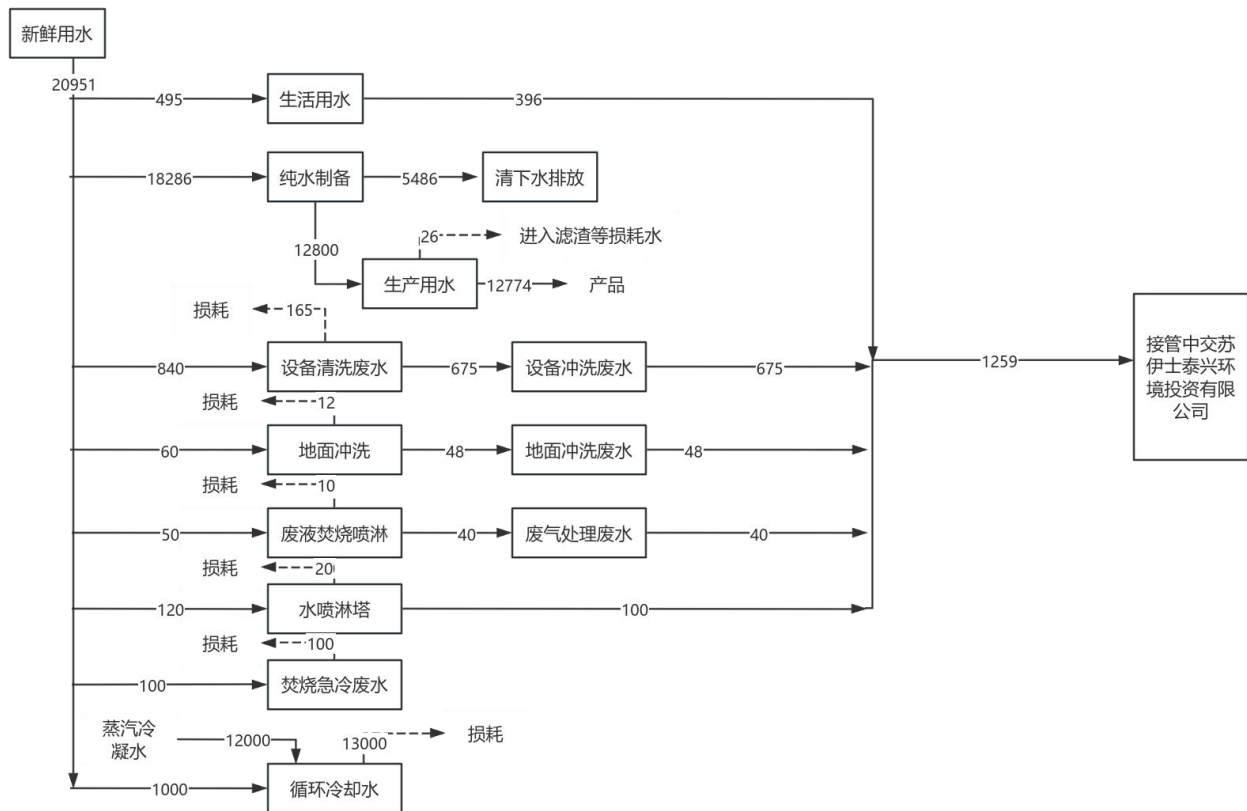 新鲜用水
20951
495
生活用水
396
18286
纯水制备
5486
清下水排放
12800
26
进入滤渣等损耗水
生产用水
12774
产品
损耗
165
840
设备清洗废水
675
设备冲洗废水
675
1259
接管中交苏
伊士泰兴环
境投资有限
公司
损耗
12
60
地面冲洗
48
地面冲洗废水
48
损耗
10
50
废液焚烧喷淋
40
废气处理废水
40
损耗
20
120
水喷淋塔
100
损耗
100
100
焚烧急冷废水
蒸汽冷
凝水
12000
13000
损耗
1000
循环冷却水